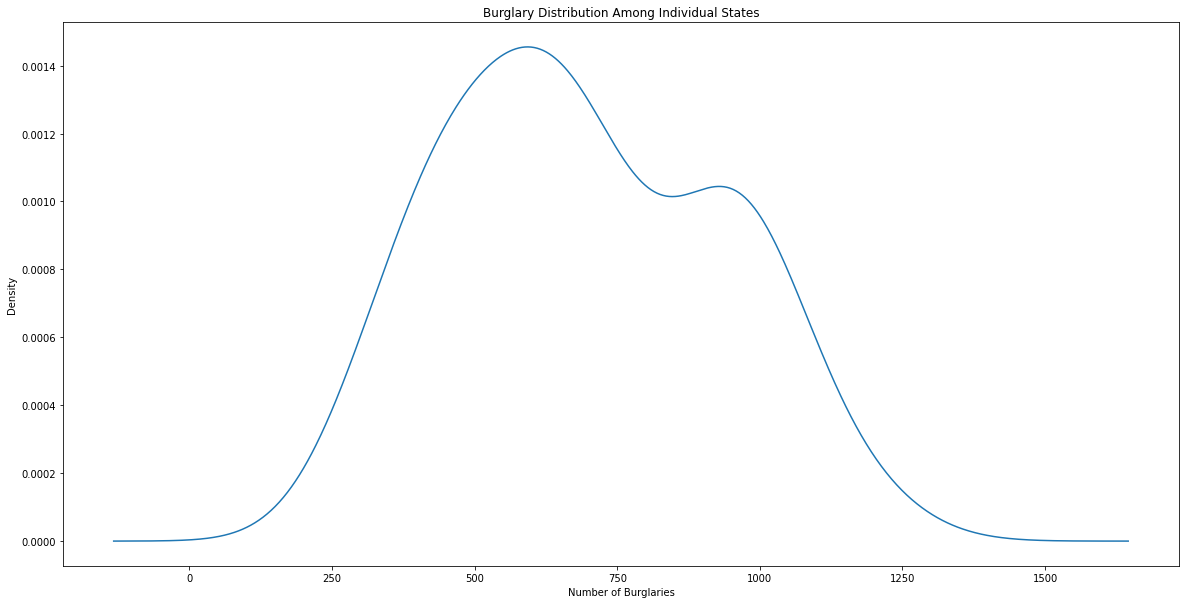 Burglary Distribution Among Individual States
Density
0.0014
0.0012
0.0010
0.0008
0.0006
0.0004
0.0002
0.0000
0 250 500 750 1000 1250 1500
Number of Burglaries